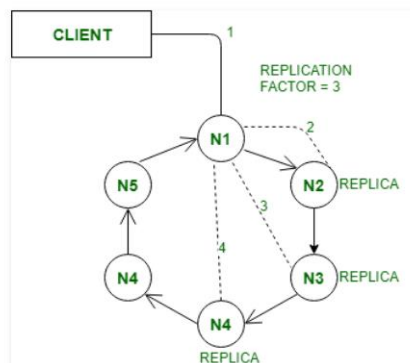 CLIENT
1
REPLICATION
FACTOR = 3
N1
2
N5
N2
REPLICA
3
4
N4
N3
REPLICA
N4
REPLICA